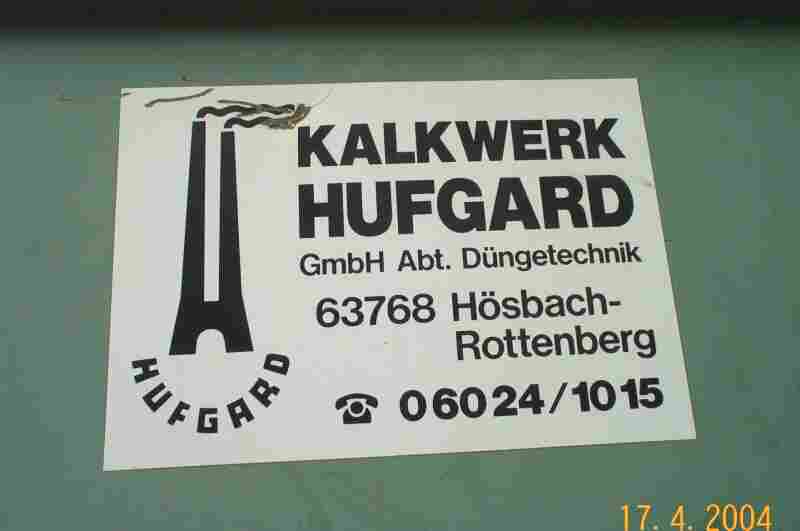 KALKWERK
HUFGARD
GmbH Abt. Düngetechnik
63768 Hösbach-
Rottenberg
☎ 06024/1015
HUFGARD
17. 4. 2004